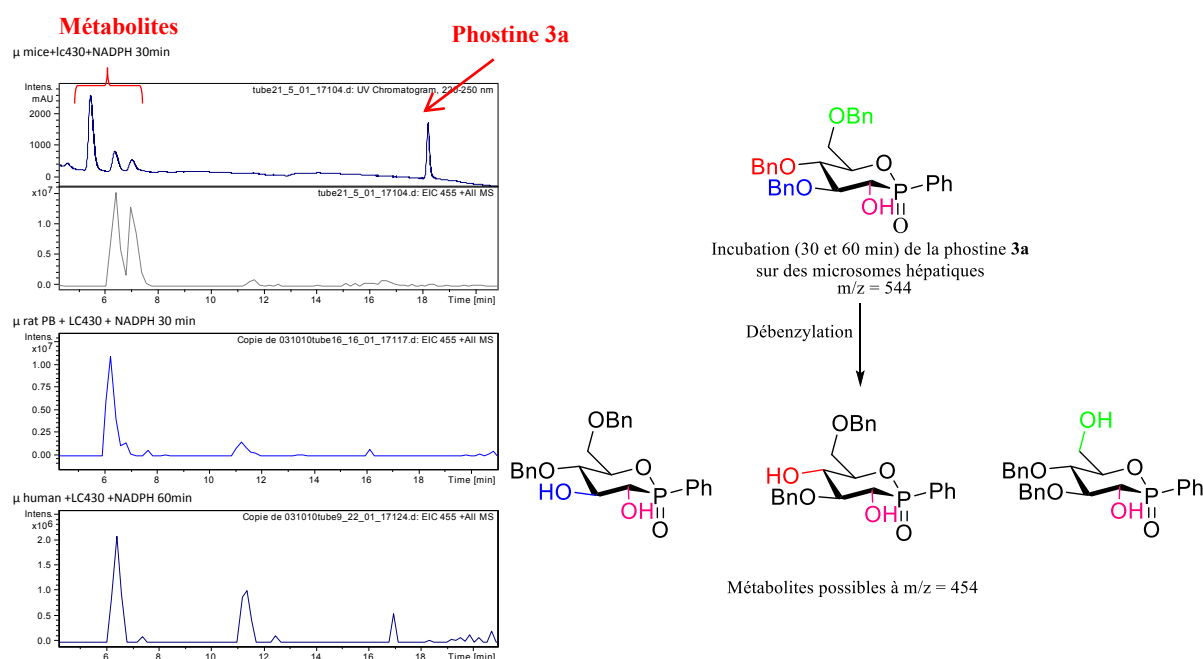 Métabolites
Phostine 3a
µ mice+lc430+NADPH 30min
Intens.
mAU
tube21_5_01_17104.d: UV Chromatogram, 220-250 nm
2000
1000
0
x10⁷
tube21_5_01_17104.d: EIC 455 +All MS
1.0
0.5
0.0
6 8 10 12 14 16 18 Time [min]
µ rat PB + LC430 + NADPH 30 min
Intens.
x10⁷
Copie de 031010tube16_16_01_17117.d: EIC 455 +All MS
1.00
0.75
0.50
0.25
0.00
6 8 10 12 14 16 18 Time [min]
µ human +LC430 +NADPH 60min
Intens.
x10⁶
Copie de 031010tube9_22_01_17124.d: EIC 455 +All MS
2.0
1.5
1.0
0.5
0.0
6 8 10 12 14 16 18 Time [min]
OBn
BnO
O
BnO
P
Ph
OH
O
Incubation (30 et 60 min) de la phostine 3a
sur des microsomes hépatiques
m/z = 544
Débenzylation
OBn
BnO
O
HO
P
Ph
OH
O
OBn
HO
O
BnO
P
Ph
OH
O
OH
BnO
O
BnO
P
Ph
OH
O
Métabolites possibles à m/z = 454